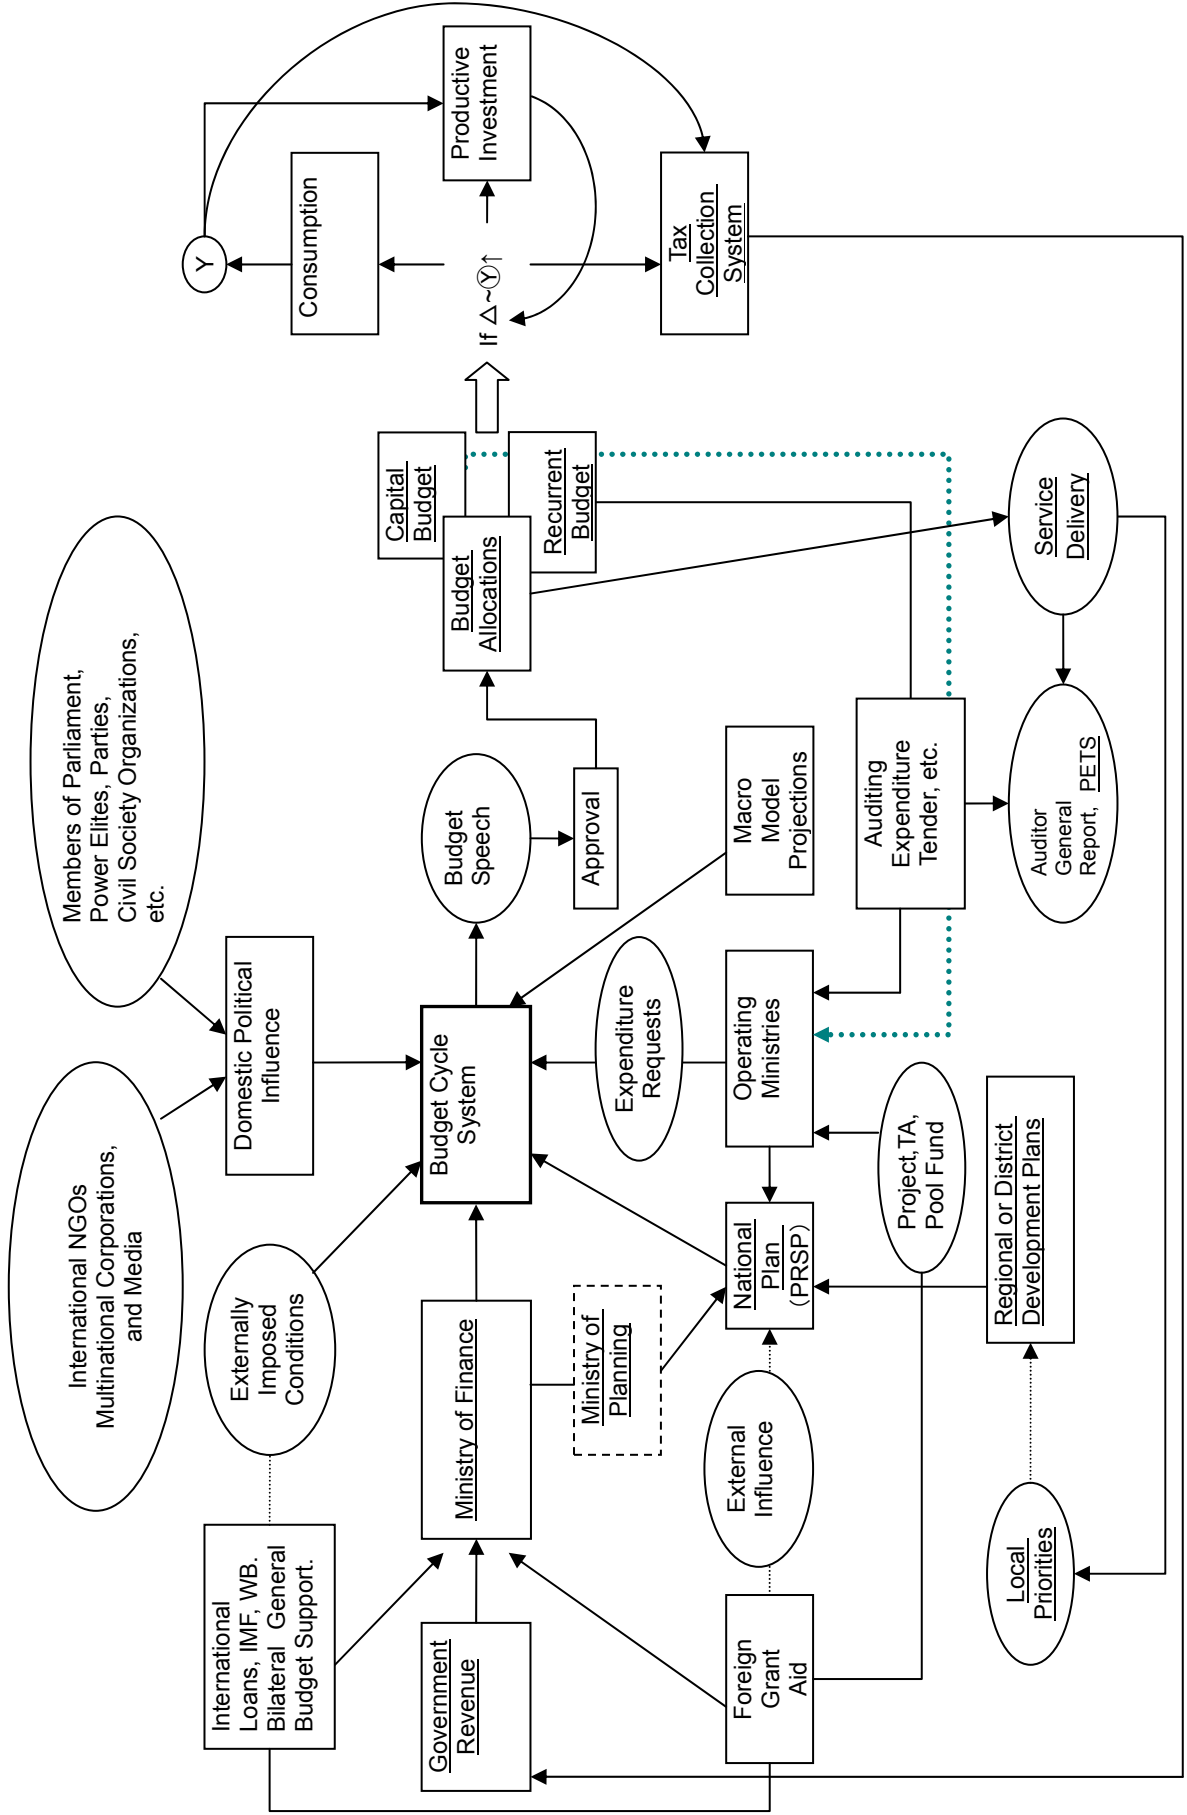 International NGOs
Multinational Corporations,
and Media
Members of Parliament,
Power Elites, Parties,
Civil Society Organizations,
etc.
International
Loans, IMF, WB.
Bilateral General
Budget Support.
Externally
Imposed
Conditions
Domestic Political
Influence
Y
Consumption
Government
Revenue
Ministry of Finance
Budget Cycle
System
Budget
Speech
Approval
Budget
Allocations
Capital
Budget
Recurrent
Budget
If △~Ⓨ↑
Productive
Investment
Ministry of
Planning
Expenditure
Requests
Tax
Collection
System
Foreign
Grant
Aid
External
Influence
National
Plan
(PRSP)
Operating
Ministries
Macro
Model
Projections
Project,TA,
Pool Fund
Auditing
Expenditure
Tender, etc.
Local
Priorities
Regional or District
Development Plans
Auditor
General
Report, PETS
Service
Delivery